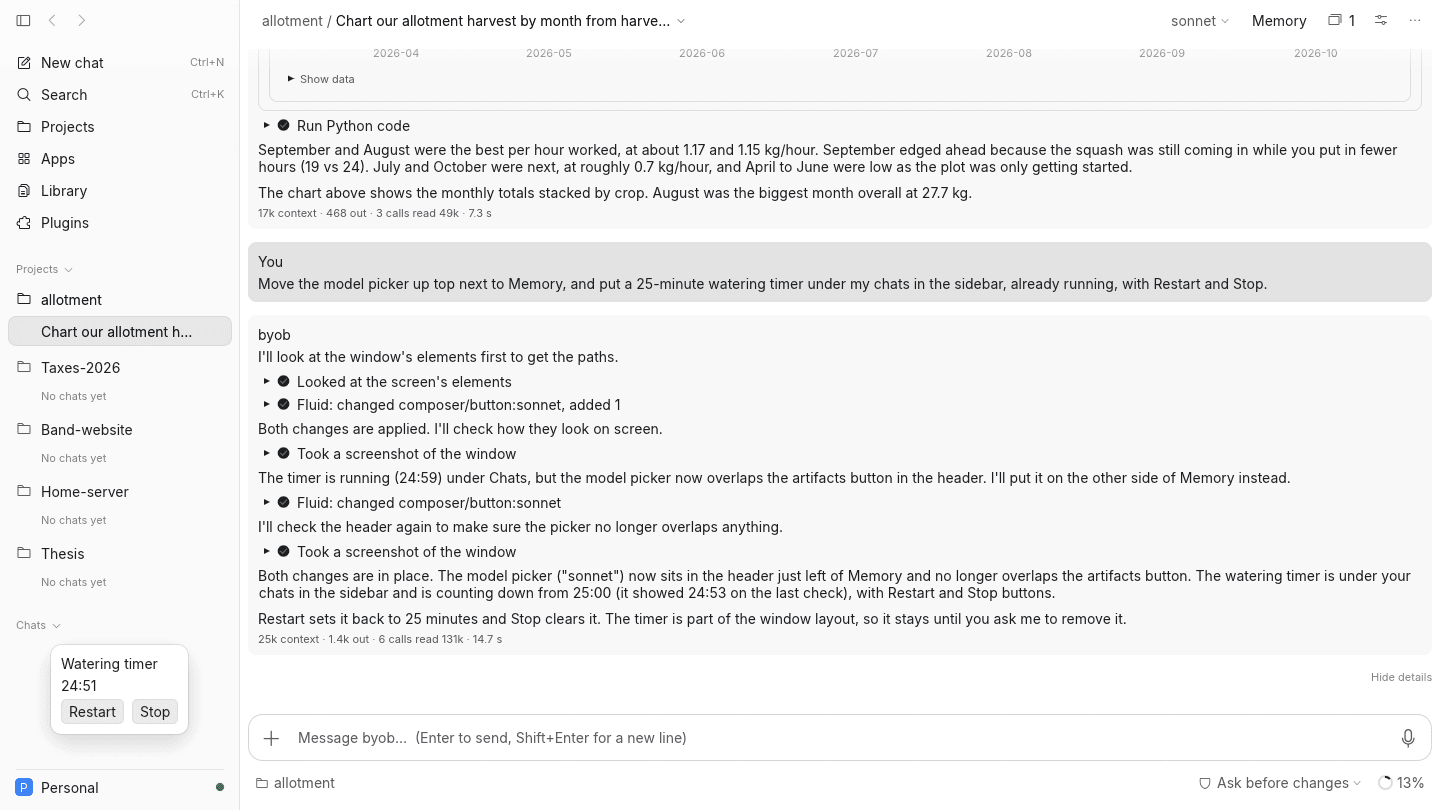 allotment / Chart our allotment harvest by month from harve...
sonnet
Memory
1
New chat Ctrl+N
Search Ctrl+K
Projects
Apps
Library
Plugins
Projects
allotment
Chart our allotment h...
Taxes-2026
No chats yet
Band-website
No chats yet
Home-server
No chats yet
Thesis
No chats yet
Chats
Watering timer
24:51
Restart Stop
P Personal
2026-04 2026-05 2026-06 2026-07 2026-08 2026-09 2026-10
Show data
Run Python code
September and August were the best per hour worked, at about 1.17 and 1.15 kg/hour. September edged ahead because the squash was still coming in while you put in fewer
hours (19 vs 24). July and October were next, at roughly 0.7 kg/hour, and April to June were low as the plot was only getting started.
The chart above shows the monthly totals stacked by crop. August was the biggest month overall at 27.7 kg.
17k context · 468 out · 3 calls read 49k · 7.3 s
You
Move the model picker up top next to Memory, and put a 25-minute watering timer under my chats in the sidebar, already running, with Restart and Stop.
byob
I'll look at the window's elements first to get the paths.
Looked at the screen's elements
Fluid: changed composer/button:sonnet, added 1
Both changes are applied. I'll check how they look on screen.
Took a screenshot of the window
The timer is running (24:59) under Chats, but the model picker now overlaps the artifacts button in the header. I'll put it on the other side of Memory instead.
Fluid: changed composer/button:sonnet
I'll check the header again to make sure the picker no longer overlaps anything.
Took a screenshot of the window
Both changes are in place. The model picker ("sonnet") now sits in the header just left of Memory and no longer overlaps the artifacts button. The watering timer is under your
chats in the sidebar and is counting down from 25:00 (it showed 24:53 on the last check), with Restart and Stop buttons.
Restart sets it back to 25 minutes and Stop clears it. The timer is part of the window layout, so it stays until you ask me to remove it.
25k context · 1.4k out · 6 calls read 131k · 14.7 s
Hide details
Message byob... (Enter to send, Shift+Enter for a new line)
allotment
Ask before changes
13%